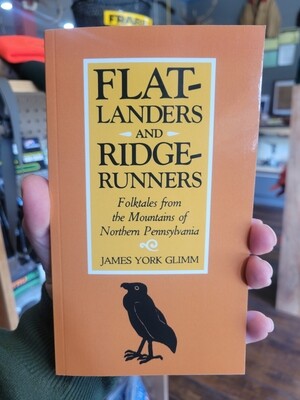 FLAT-
LANDERS
AND
RIDGE-
RUNNERS
Folktales from
the Mountains of
Northern Pennsylvania
JAMES YORK GLIMM